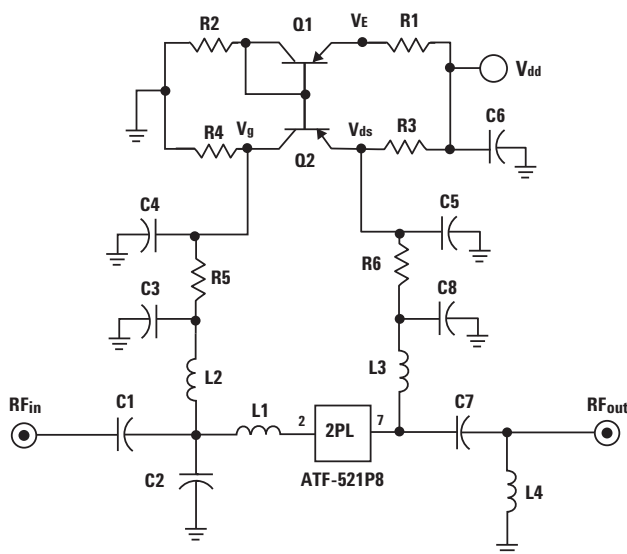 R2
Q1
VE
R1
Vdd
R4
Vg
Q2
Vds
R3
C6
C4
C5
R5
R6
C3
C8
L2
L3
RFin
C1
L1
2
2PL
7
C7
RFout
C2
ATF-521P8
L4